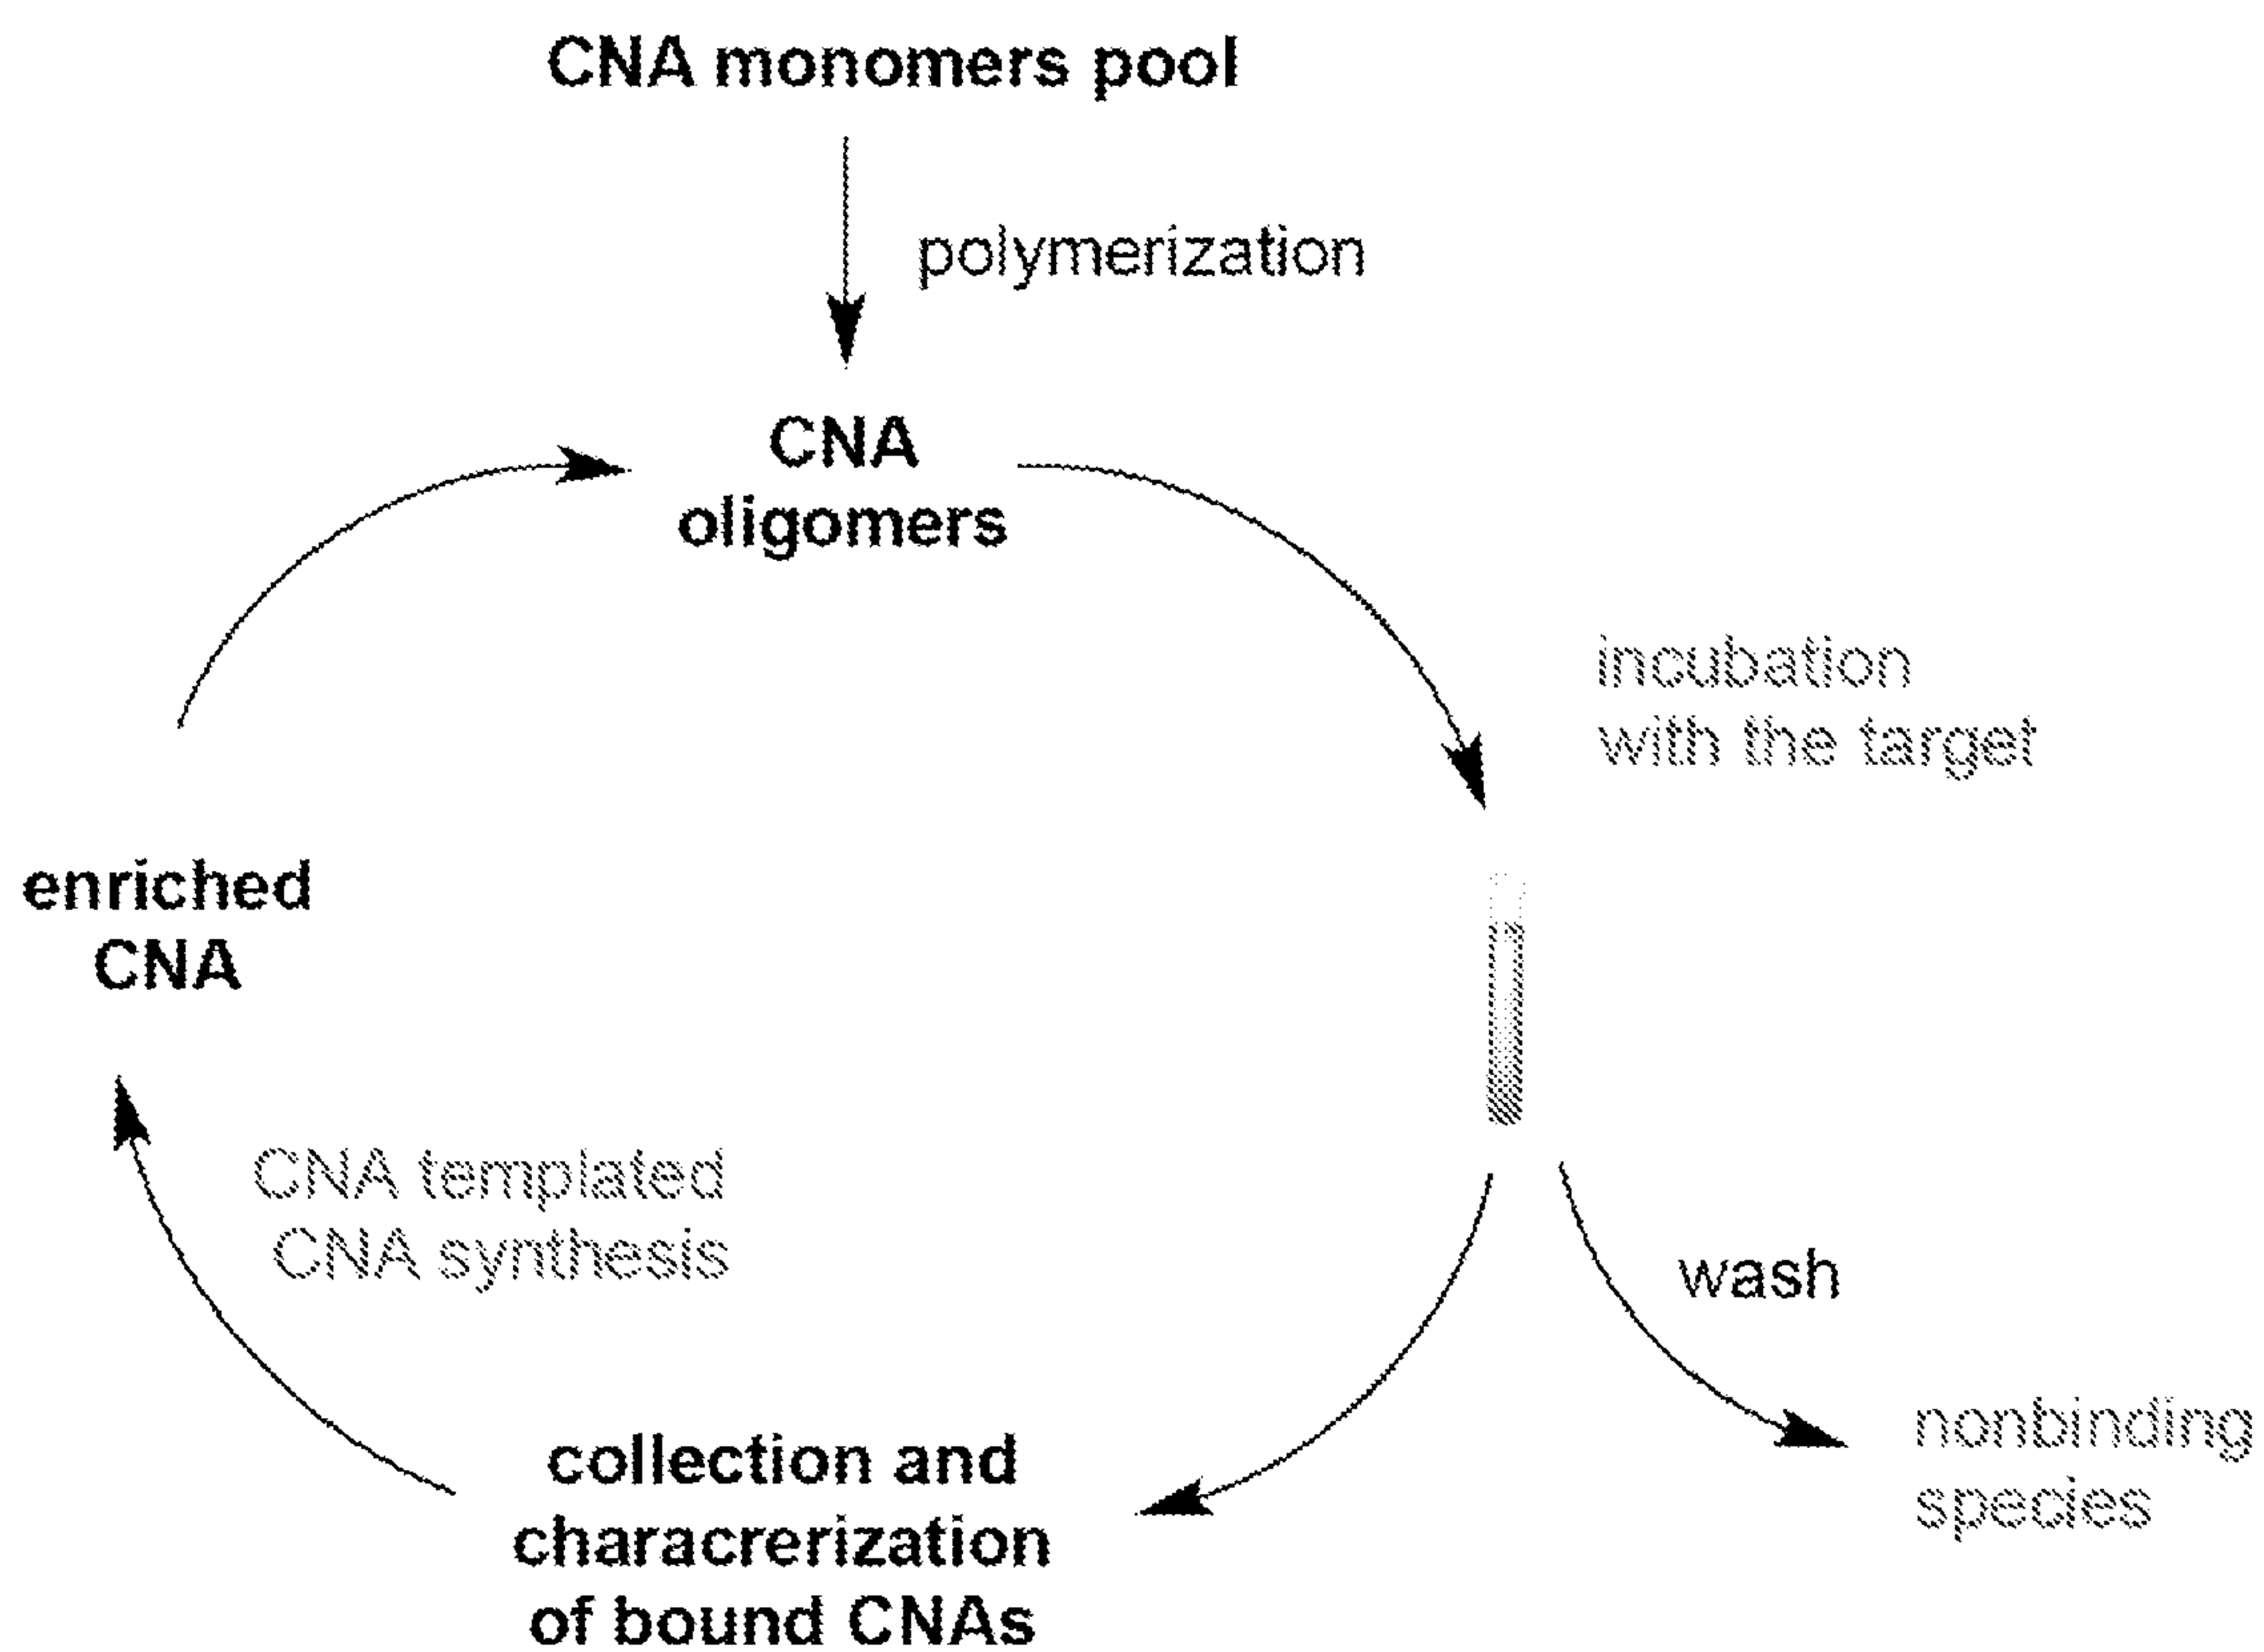 CNA monomers pool
polymerization
CNA
oligomers
incubation
with the target
enriched
CNA
CNA templated
CNA synthesis
wash
nonbinding
species
collection and
characrerization
of bound CNAs